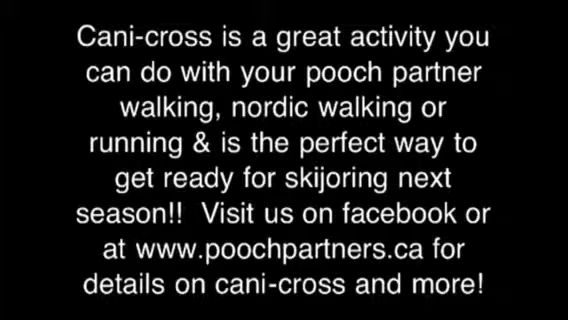 Cani-cross is a great activity you
can do with your pooch partner
walking, nordic walking or
running & is the perfect way to
get ready for skijoring next
season!!  Visit us on facebook or
at www.poochpartners.ca for
details on cani-cross and more!